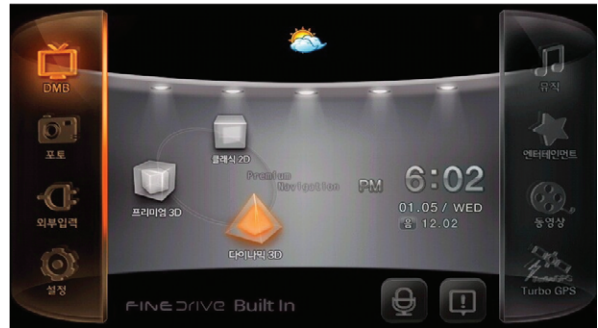 DMB
포토
외부입력
설정
클래식 2D
Premium
Navigation
프리미엄 3D
다이나믹 3D
PM 6:02
01.05 / WED
음 12.02
뮤직
엔터테인먼트
동영상
Turbo GPS
FINEDRIVE Built In